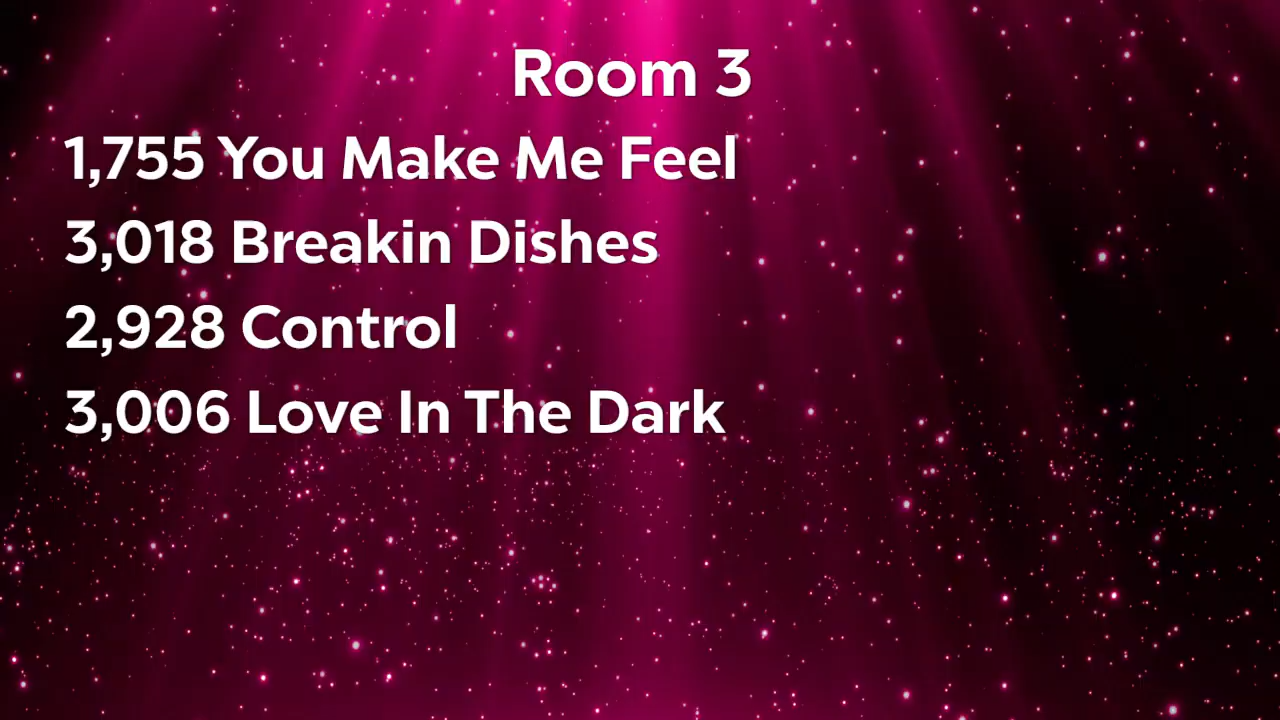 Room 3
1,755 You Make Me Feel
3,018 Breakin Dishes
2,928 Control
3,006 Love In The Dark